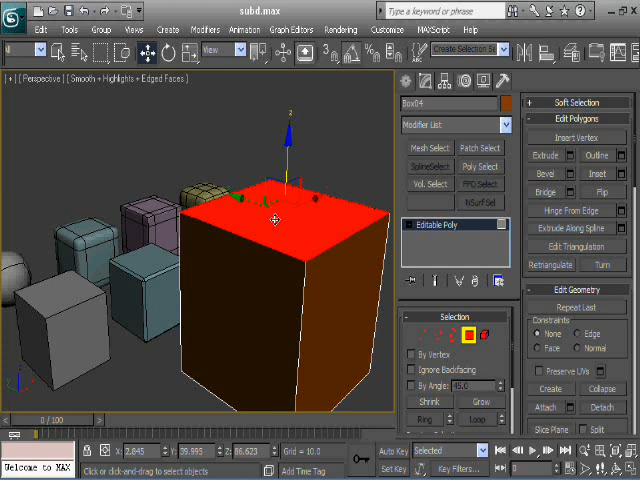 subd.max
Type a keyword or phrase
Edit Tools Group Views Create Modifiers Animation Graph Editors Rendering Customize MAXScript Help
View Create Selection Se
[ + ] [ Perspective ] [ Smooth + Highlights + Edged Faces ]
Box04
Modifier List
Mesh Select Patch Select
SplineSelect Poly Select
Vol. Select FFD Select
NSurf Sel
Editable Poly
Selection
By Vertex
Ignore Backfacing
By Angle: 45.0
Shrink Grow
Ring Loop
Soft Selection
Edit Polygons
Insert Vertex
Extrude Outline
Bevel Inset
Bridge Flip
Hinge From Edge
Extrude Along Spline
Edit Triangulation
Retriangulate Turn
Edit Geometry
Repeat Last
Constraints
None Edge
Face Normal
Preserve UVs
Create Collapse
Attach Detach
Slice Plane Split
z
0 / 100
X: 2.845 Y: 39.995 Z: 86.623 Grid = 10.0
Auto Key Selected
Welcome to MAX
Click or click-and-drag to select objects
Add Time Tag
Set Key Key Filters... 0